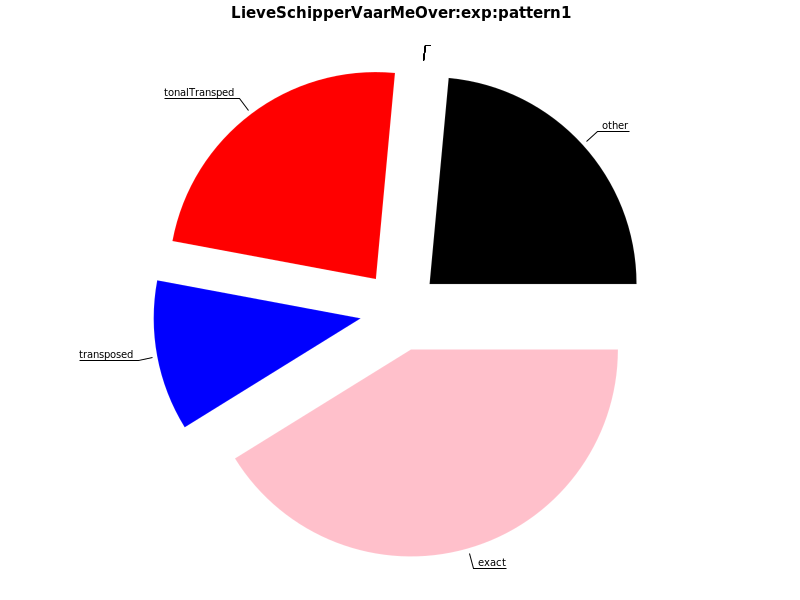 LieveSchipperVaarMeOver:exp:pattern1
tonalTransped
other
transposed
exact